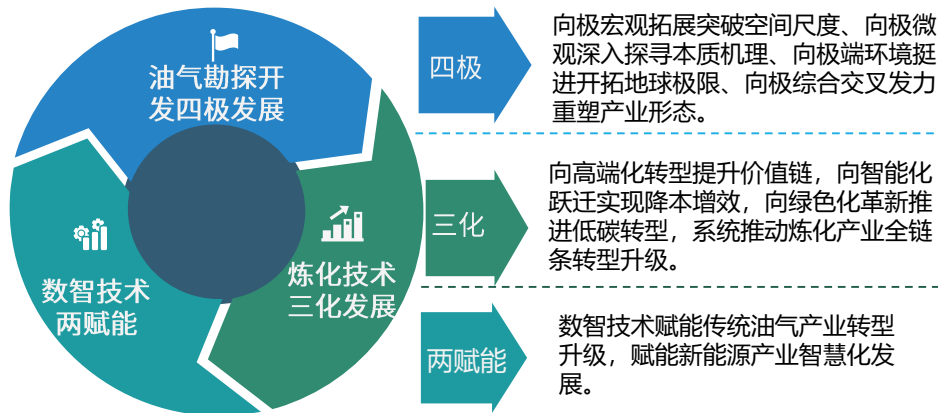 油气勘探开
发四极发展
数智技术
两赋能
炼化技术
三化发展
四极
向极宏观拓展突破空间尺度、向极微
观深入探寻本质机理、向极端环境挺
进开拓地球极限、向极综合交叉发力
重塑产业形态。
三化
向高端化转型提升价值链，向智能化
跃迁实现降本增效，向绿色化革新推
进低碳转型，系统推动炼化产业全链
条转型升级。
两赋能
数智技术赋能传统油气产业转型
升级，赋能新能源产业智慧化发
展。